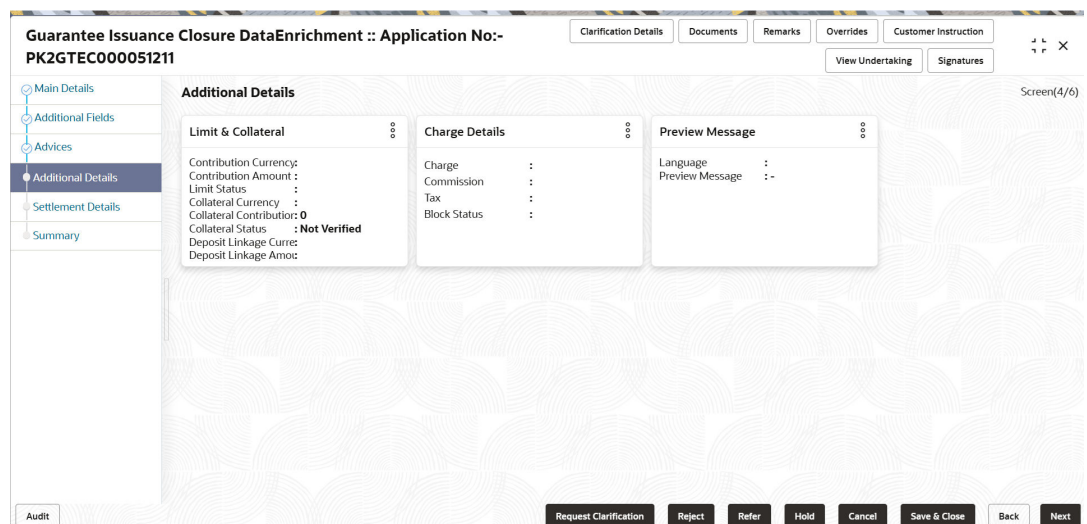 Guarantee Issuance Closure DataEnrichment :: Application No:-
PK2GTEC000051211
Clarification Details
Documents
Remarks
Overrides
Customer Instruction
View Undertaking
Signatures
Main Details
Additional Fields
Advices
Additional Details
Settlement Details
Summary
Additional Details
Screen(4/6)
Limit & Collateral
Contribution Currency:
Contribution Amount :
Limit Status :
Collateral Currency :
Collateral Contribution: 0
Collateral Status : Not Verified
Deposit Linkage Curre:
Deposit Linkage Amou:
Charge Details
Charge :
Commission :
Tax :
Block Status :
Preview Message
Language :
Preview Message : -
Audit
Request Clarification
Reject
Refer
Hold
Cancel
Save & Close
Back
Next